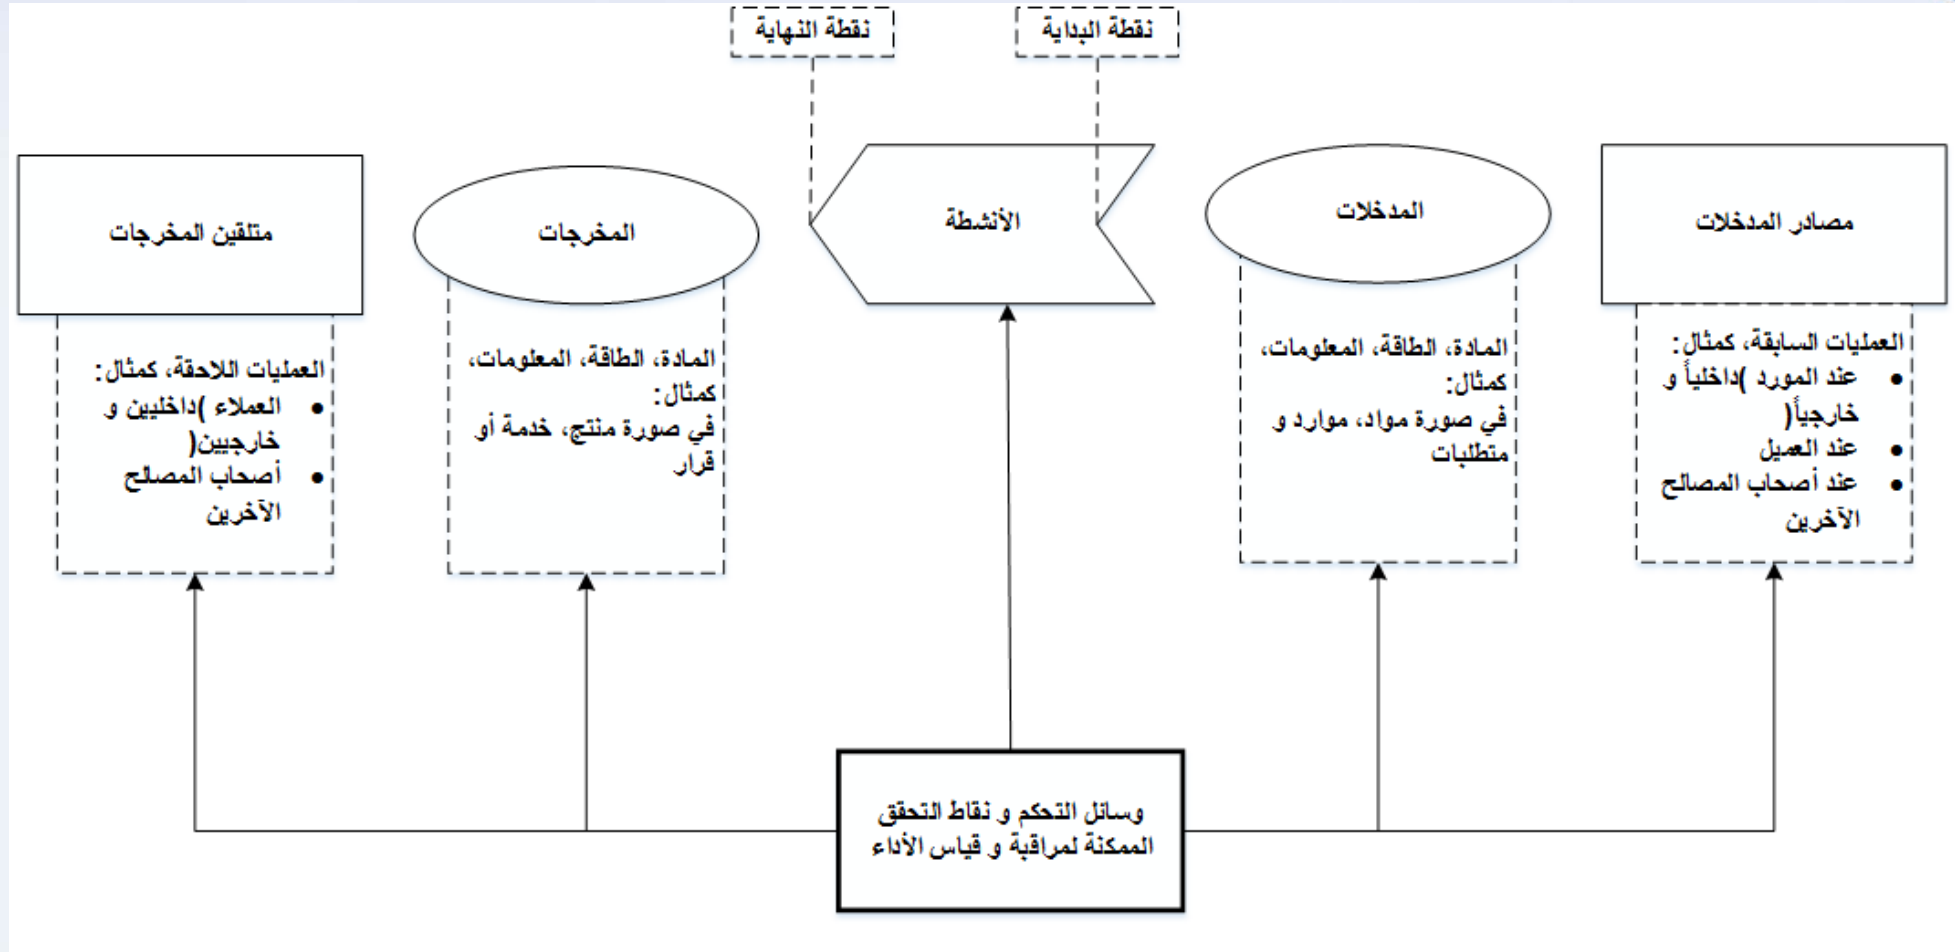 نقطة البداية
نقطة النهاية
مصادر المدخلات
العمليات السابقة، كمثال:
• عند المورد )داخلياً و
خارجياً(
• عند العميل
• عند أصحاب المصالح
الآخرين
المدخلات
المادة، الطاقة، المعلومات،
كمثال:
في صورة مواد، موارد و
متطلبات
الأنشطة
المخرجات
المادة، الطاقة، المعلومات،
كمثال:
في صورة منتج، خدمة أو
قرار
متلقين المخرجات
العمليات اللاحقة، كمثال:
• العملاء )داخليين و
خارجيين(
• أصحاب المصالح
الآخرين
وسائل التحكم و نقاط التحقق
الممكنة لمراقبة و قياس الأداء